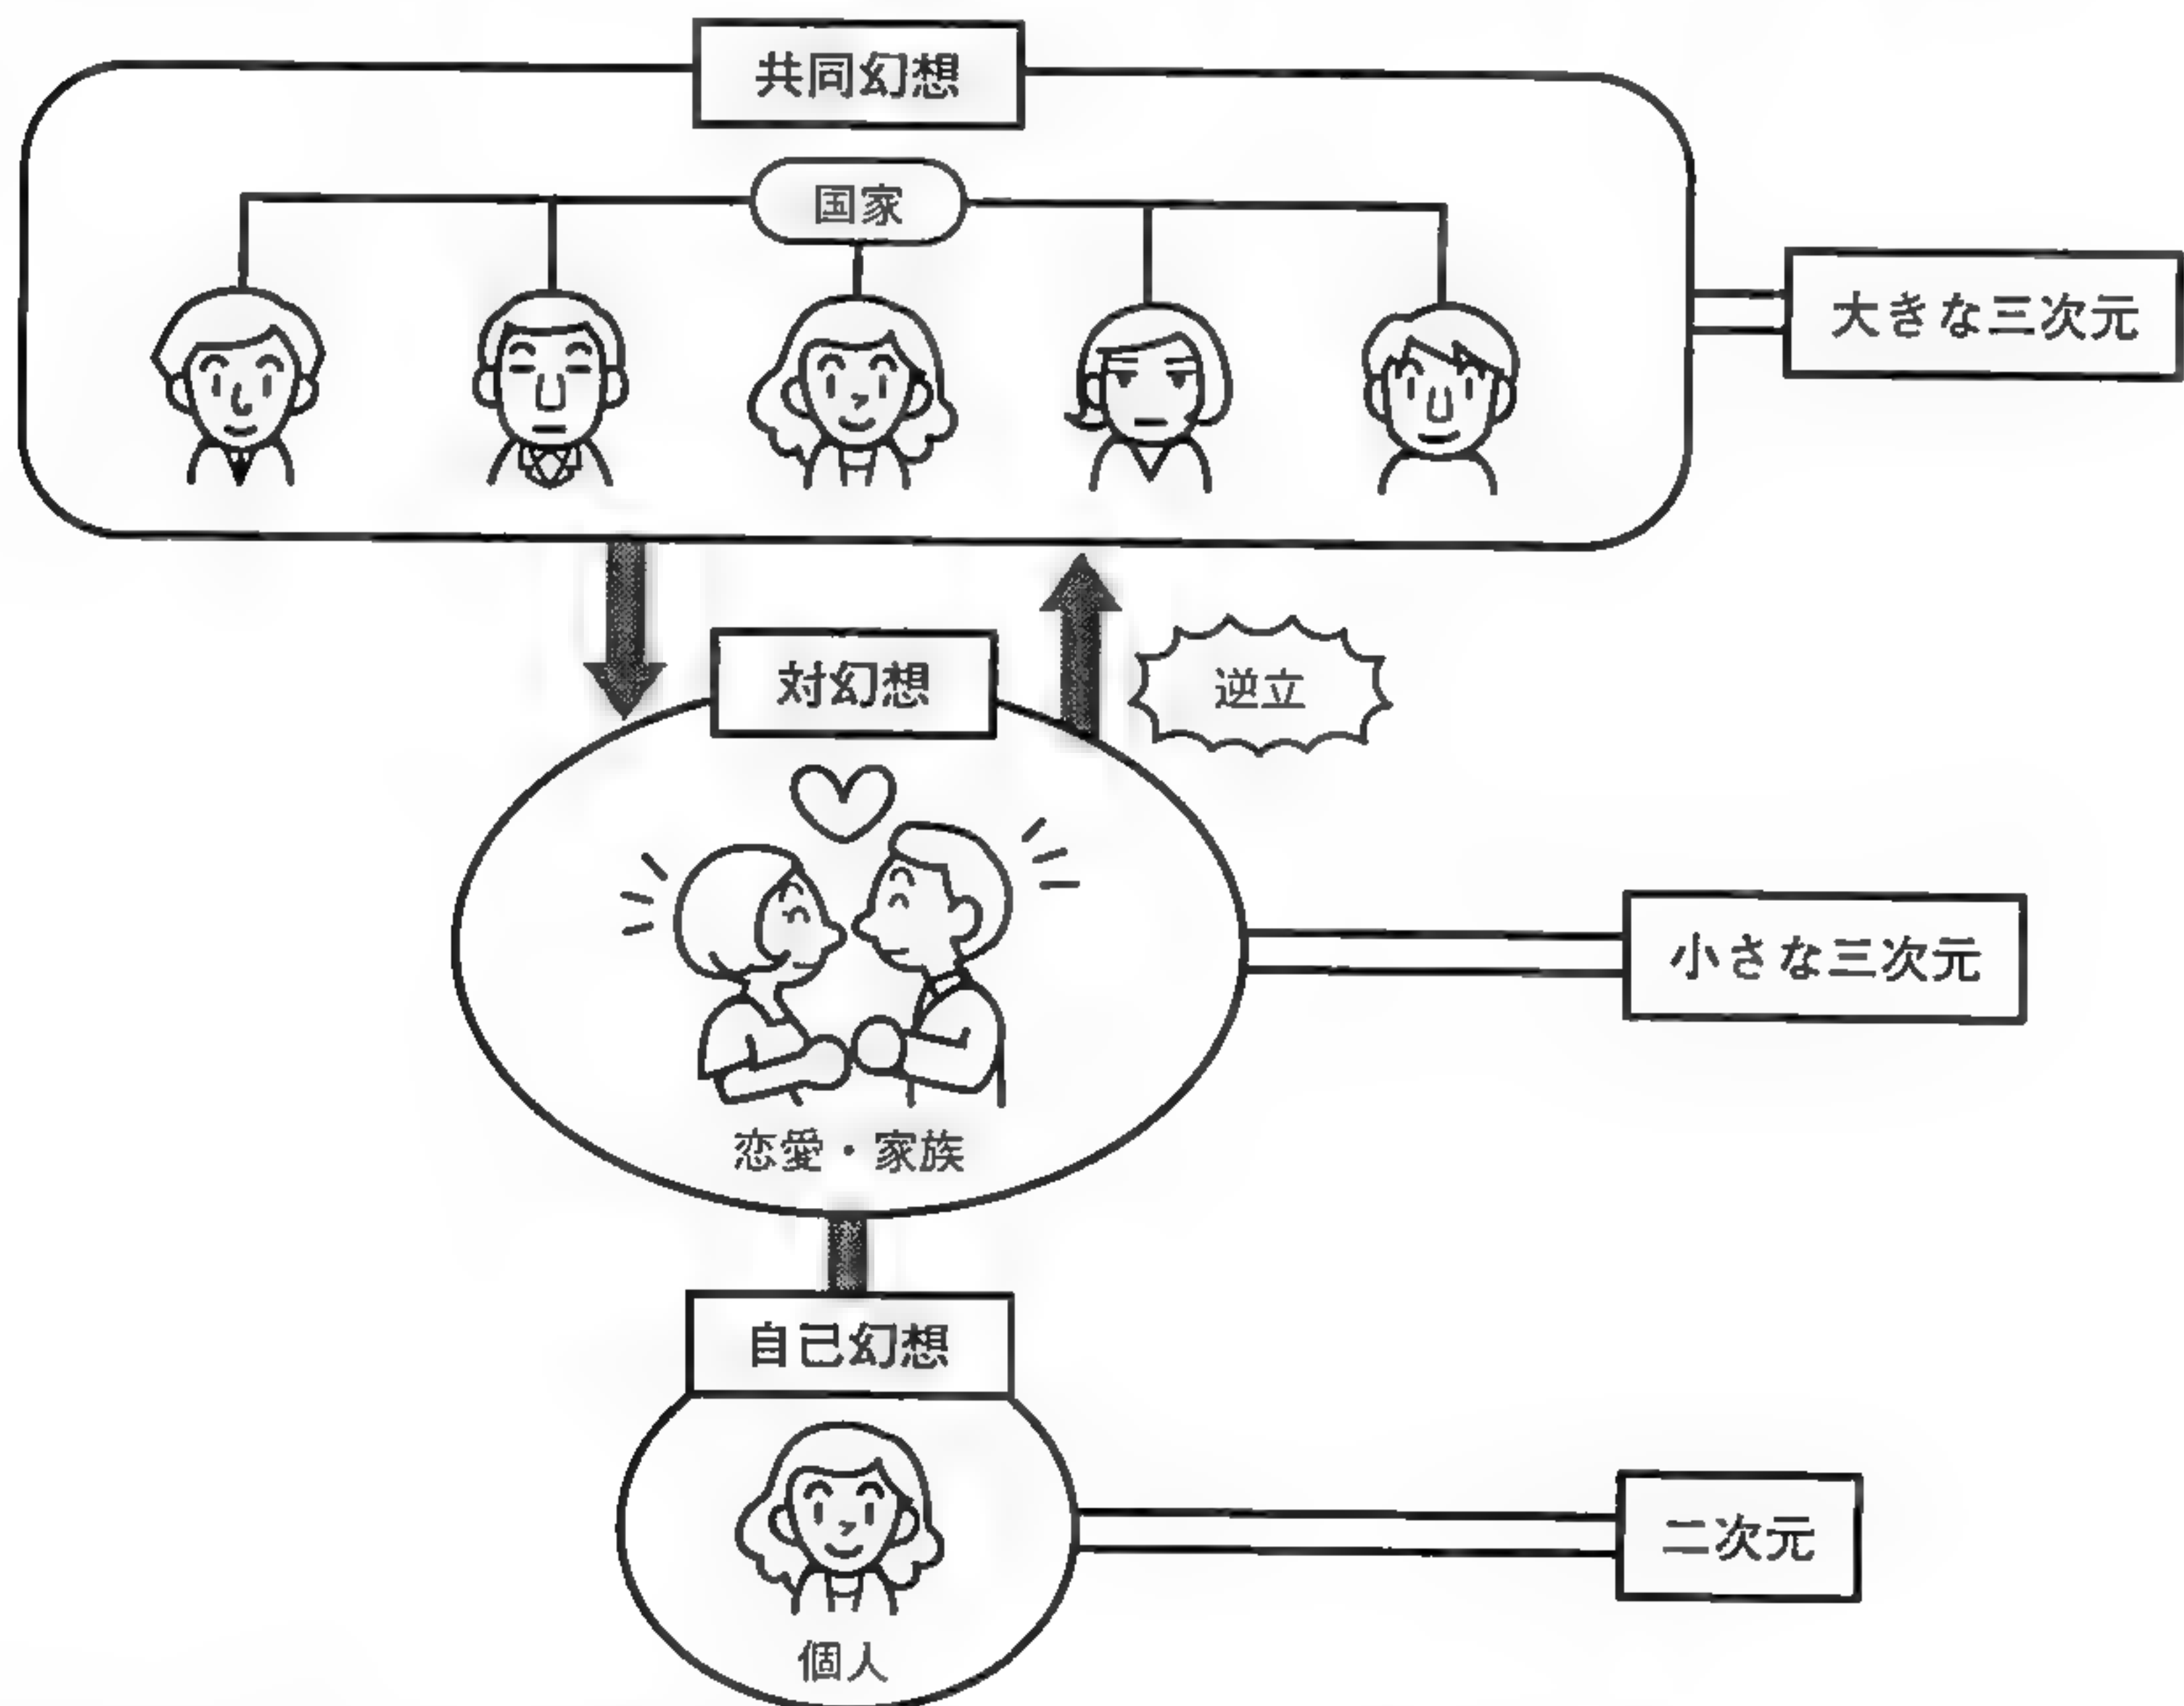 共同幻想
国家
大きな三次元
対幻想
逆立
恋愛・家族
小さな三次元
自己幻想
個人
二次元